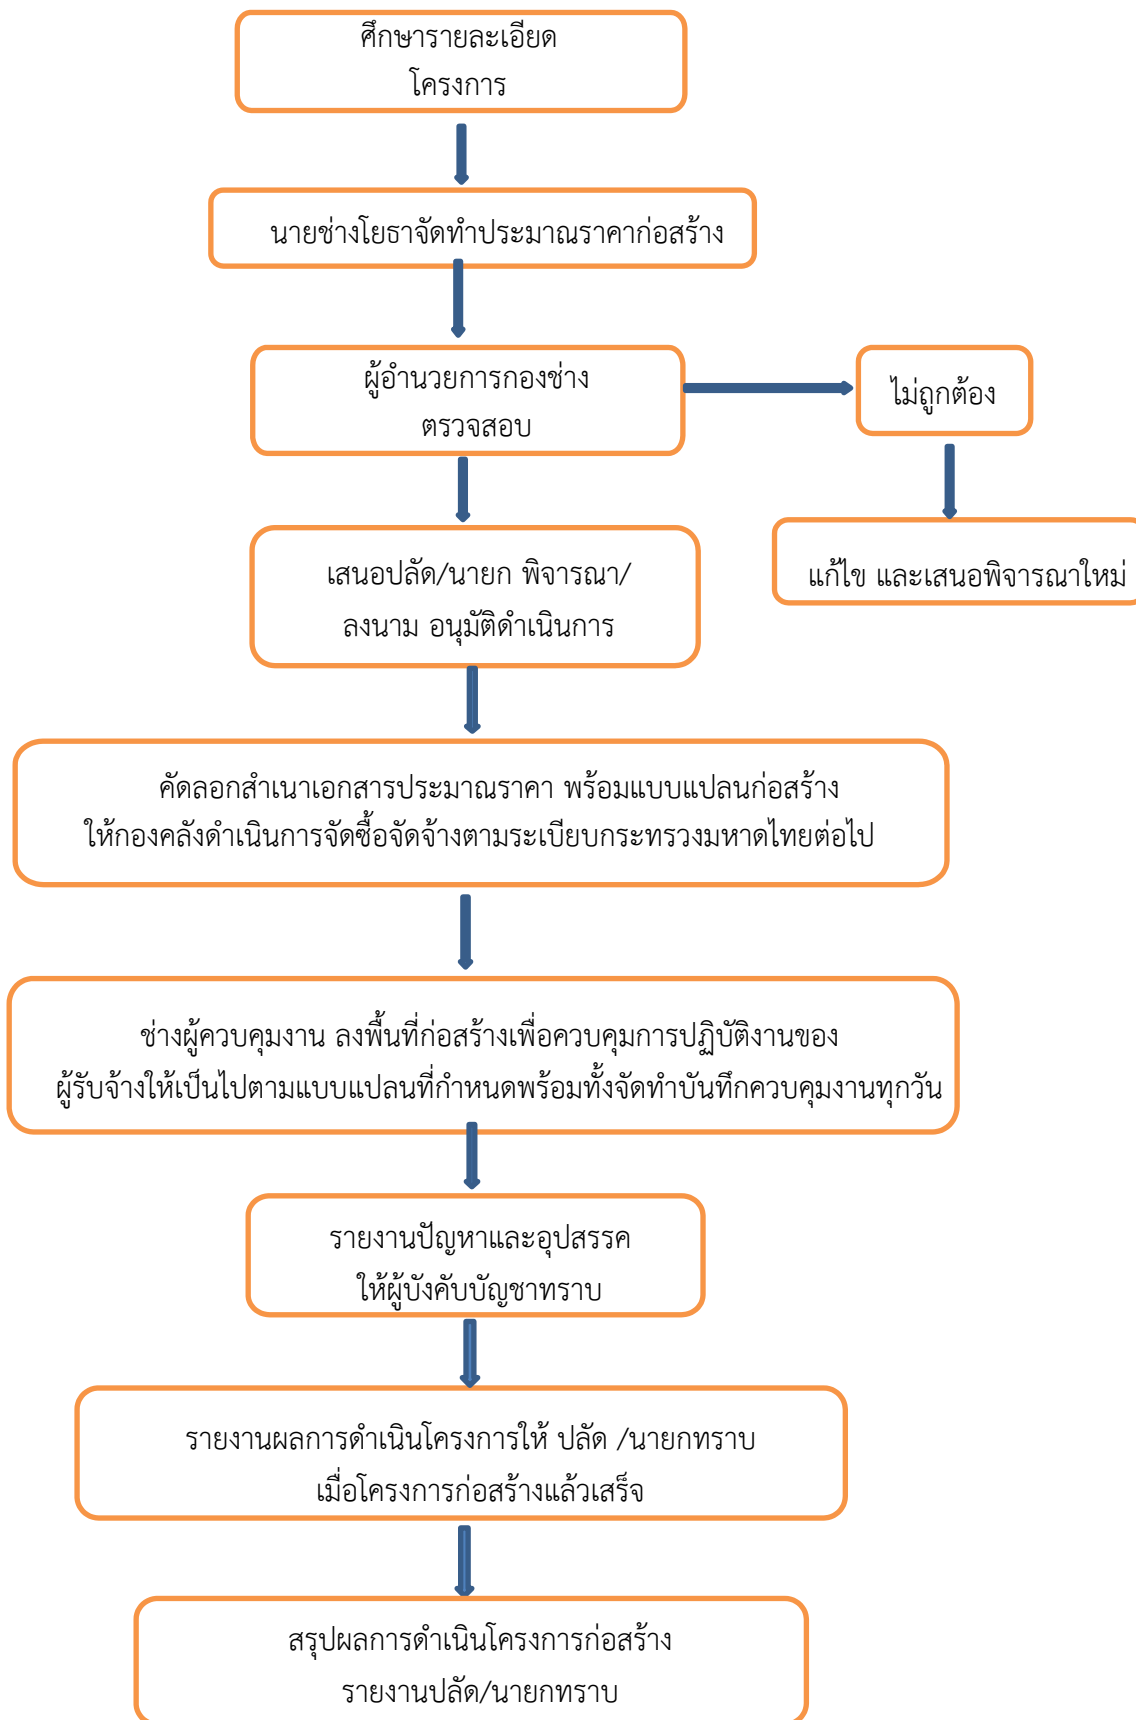 ศึกษารายละเอียด
โครงการ
นายช่างโยธาจัดทำประมาณราคาก่อสร้าง
ผู้อำนวยการกองช่าง
ตรวจสอบ
ไม่ถูกต้อง
แก้ไข และเสนอพิจารณาใหม่
เสนอปลัด/นายก พิจารณา/
ลงนาม อนุมัติดำเนินการ
คัดลอกสำเนาเอกสารประมาณราคา พร้อมแบบแปลนก่อสร้าง
ให้กองคลังดำเนินการจัดซื้อจัดจ้างตามระเบียบกระทรวงมหาดไทยต่อไป
ช่างผู้ควบคุมงาน ลงพื้นที่ก่อสร้างเพื่อควบคุมการปฏิบัติงานของ
ผู้รับจ้างให้เป็นไปตามแบบแปลนที่กำหนดพร้อมทั้งจัดทำบันทึกควบคุมงานทุกวัน
รายงานปัญหาและอุปสรรค
ให้ผู้บังคับบัญชาทราบ
รายงานผลการดำเนินโครงการให้ ปลัด /นายกทราบ
เมื่อโครงการก่อสร้างแล้วเสร็จ
สรุปผลการดำเนินโครงการก่อสร้าง
รายงานปลัด/นายกทราบ